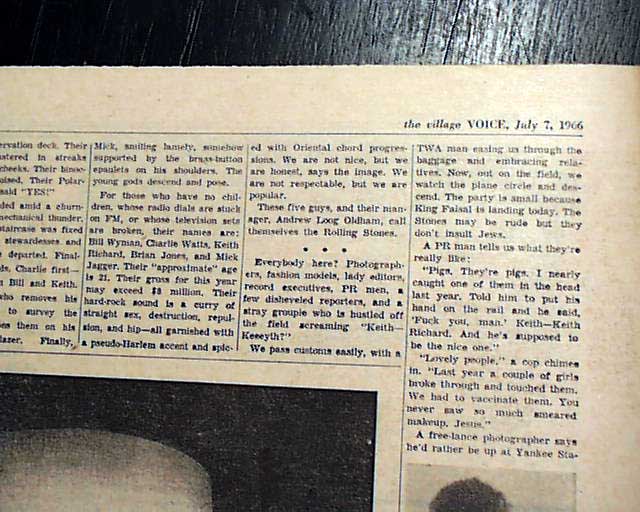 the village VOICE, July 7, 1966
ervation deck. Their
stered in streaks
cheeks. Their binoc-
oised, their Polar-
said "YES!"
ded amid a churn-
mechanical thunder.
staircase was fixed
stewardesses and
departed. Final-
ds, Charlie first—
n Bill and Keith.
who removes his
to survey the
oes them on his
lazer. Finally,
Mick, smiling lamely, somehow
supported by the brass-button
epaulets on his shoulders. The
young gods descend and pose.
For those who have no chil-
dren, whose radio dials are stuck
on FM, or whose television sets
are broken, their names are:
Bill Wyman, Charlie Watts, Keith
Richard, Brian Jones, and Mick
Jagger. Their "approximate" age
is 21. Their gross for this year
may exceed $3 million. Their
hard-rock sound is a curry of
straight sex, destruction, repul-
sion, and hip—all garnished with
a pseudo-Harlem accent and spic-
ed with Oriental chord progres-
sions. We are not nice, but we
are honest, says the image. We
are not respectable, but we are
popular.
These five guys, and their man-
ager, Andrew Loog Oldham, call
themselves the Rolling Stones.
• • •
Everybody here! Photograph-
ers, fashion models, lady editors,
record executives, PR men, a
few disheveled reporters, and a
stray groupie who is hustled off
the field screaming "Keith—
Keeeyth?"
We pass customs easily, with a
TWA man easing us through the
baggage and embracing rela-
tives. Now, out on the field, we
watch the plane circle and des-
cend. The party is small because
King Faisal is landing today. The
Stones may be rude but they
don't insult Jews.
A PR man tells us what they're
really like:
"Pigs. They're pigs. I nearly
caught one of them in the head
last year. Told him to put his
hand on the rail and he said,
'Fuck you, man.' Keith—Keith
Richard. And he's supposed to
be the nice one."
"Lovely people," a cop chimes
in. "Last year a couple of girls
broke through and touched them.
We had to vaccinate them. You
never saw so much smeared
makeup, Jesus."
A free-lance photographer says
he'd rather be up at Yankee Sta-